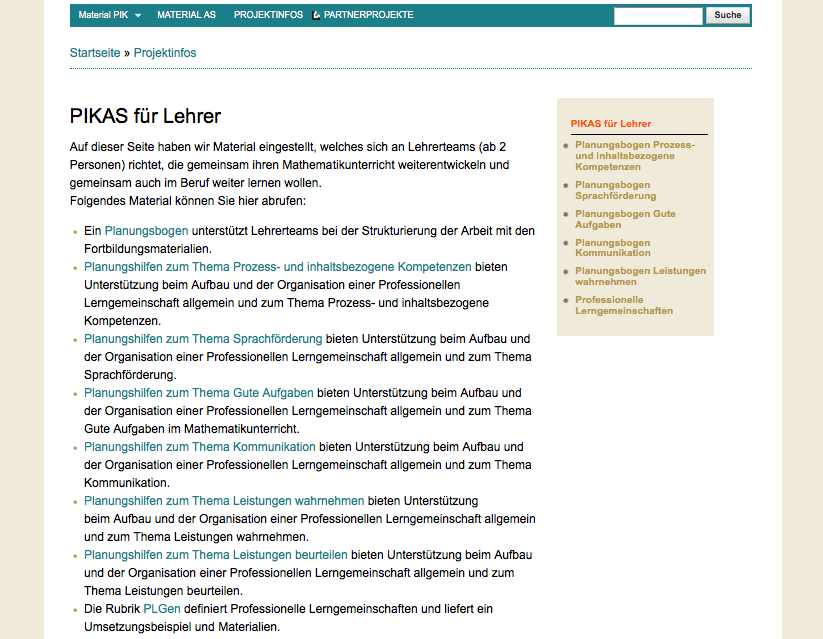 Material PIK MATERIAL AS PROJEKTINFOS PARTNERPROJEKTE Suche
Startseite » Projektinfos
PIKAS für Lehrer
Auf dieser Seite haben wir Material eingestellt, welches sich an Lehrerteams (ab 2
Personen) richtet, die gemeinsam ihren Mathematikunterricht weiterentwickeln und
gemeinsam auch im Beruf weiter lernen wollen.
Folgendes Material können Sie hier abrufen:
Ein Planungsbogen unterstützt Lehrerteams bei der Strukturierung der Arbeit mit den
Fortbildungsmaterialien.
Planungshilfen zum Thema Prozess- und inhaltsbezogene Kompetenzen bieten
Unterstützung beim Aufbau und der Organisation einer Professionellen
Lerngemeinschaft allgemein und zum Thema Prozess- und inhaltsbezogene
Kompetenzen.
Planungshilfen zum Thema Sprachförderung bieten Unterstützung beim Aufbau und
der Organisation einer Professionellen Lerngemeinschaft allgemein und zum Thema
Sprachförderung.
Planungshilfen zum Thema Gute Aufgaben bieten Unterstützung beim Aufbau und
der Organisation einer Professionellen Lerngemeinschaft allgemein und zum Thema
Gute Aufgaben im Mathematikunterricht.
Planungshilfen zum Thema Kommunikation bieten Unterstützung beim Aufbau und
der Organisation einer Professionellen Lerngemeinschaft allgemein und zum Thema
Kommunikation.
Planungshilfen zum Thema Leistungen wahrnehmen bieten Unterstützung
beim Aufbau und der Organisation einer Professionellen Lerngemeinschaft allgemein
und zum Thema Leistungen wahrnehmen.
Planungshilfen zum Thema Leistungen beurteilen bieten Unterstützung beim Aufbau
und der Organisation einer Professionellen Lerngemeinschaft allgemein und zum
Thema Leistungen beurteilen.
Die Rubrik PLGen definiert Professionelle Lerngemeinschaften und liefert ein
Umsetzungsbeispiel und Materialien.
PIKAS für Lehrer
Planungsbogen Prozess-
und inhaltsbezogene
Kompetenzen
Planungsbogen
Sprachförderung
Planungsbogen Gute
Aufgaben
Planungsbogen
Kommunikation
Planungsbogen Leistungen
wahrnehmen
Professionelle
Lerngemeinschaften